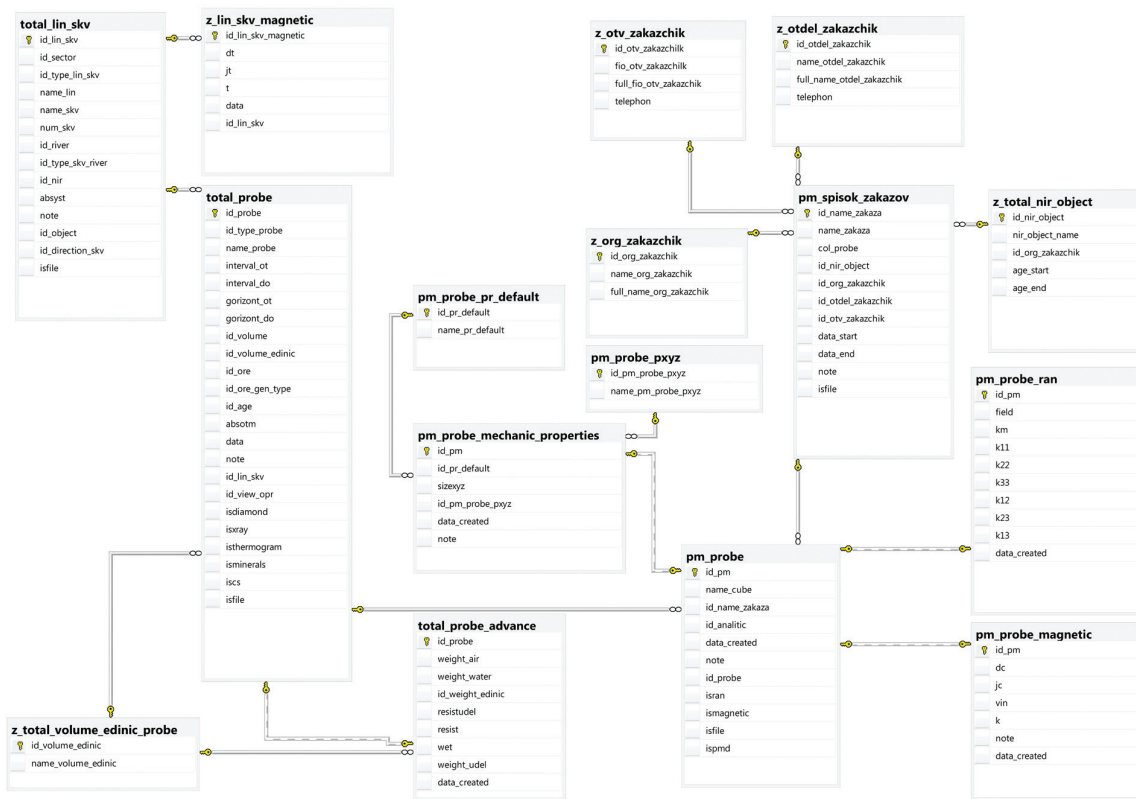 total_lin_skv
id_lin_skv
id_sector
id_type_lin_skv
name_lin
name_skv
num_skv
id_river
id_type_skv_river
id_nir
absyst
note
id_object
id_direction_skv
isfile
z_lin_skv_magnetic
id_lin_skv_magnetic
dt
jt
t
data
id_lin_skv
total_probe
id_probe
id_type_probe
name_probe
interval_ot
interval_do
gorizont_ot
gorizont_do
id_volume
id_volume_edinic
id_ore
id_ore_gen_type
id_age
absotm
data
note
id_lin_skv
id_view_opr
isdiamond
isxray
isthermogram
isminerals
iscs
isfile
z_total_volume_edinic_probe
id_volume_edinic
name_volume_edinic
pm_probe_pr_default
id_pr_default
name_pr_default
pm_probe_mechanic_properties
id_pm
id_pr_default
sizexyz
id_pm_probe_pxyz
data_created
note
total_probe_advance
id_probe
weight_air
weight_water
id_weight_edinic
resistudel
resist
wet
weight_udel
data_created
z_otv_zakazchik
id_otv_zakazchilk
fio_otv_zakazchilk
full_fio_otv_zakazchik
telephon
z_otdel_zakazchik
id_otdel_zakazchik
name_otdel_zakazchik
full_name_otdel_zakazchik
telephon
z_org_zakazchik
id_org_zakazchik
name_org_zakazchik
full_name_org_zakazchik
pm_probe_pxyz
id_pm_probe_pxyz
name_pm_probe_pxyz
pm_spisok_zakazov
id_name_zakaza
name_zakaza
col_probe
id_nir_object
id_org_zakazchik
id_otdel_zakazchik
id_otv_zakazchik
data_start
data_end
note
isfile
z_total_nir_object
id_nir_object
nir_object_name
id_org_zakazchik
age_start
age_end
pm_probe
id_pm
name_cube
id_name_zakaza
id_analitic
data_created
note
id_probe
isran
ismagnetic
isfile
ispmd
pm_probe_ran
id_pm
field
km
k11
k22
k33
k12
k23
k13
data_created
pm_probe_magnetic
id_pm
dc
jc
vin
k
note
data_created